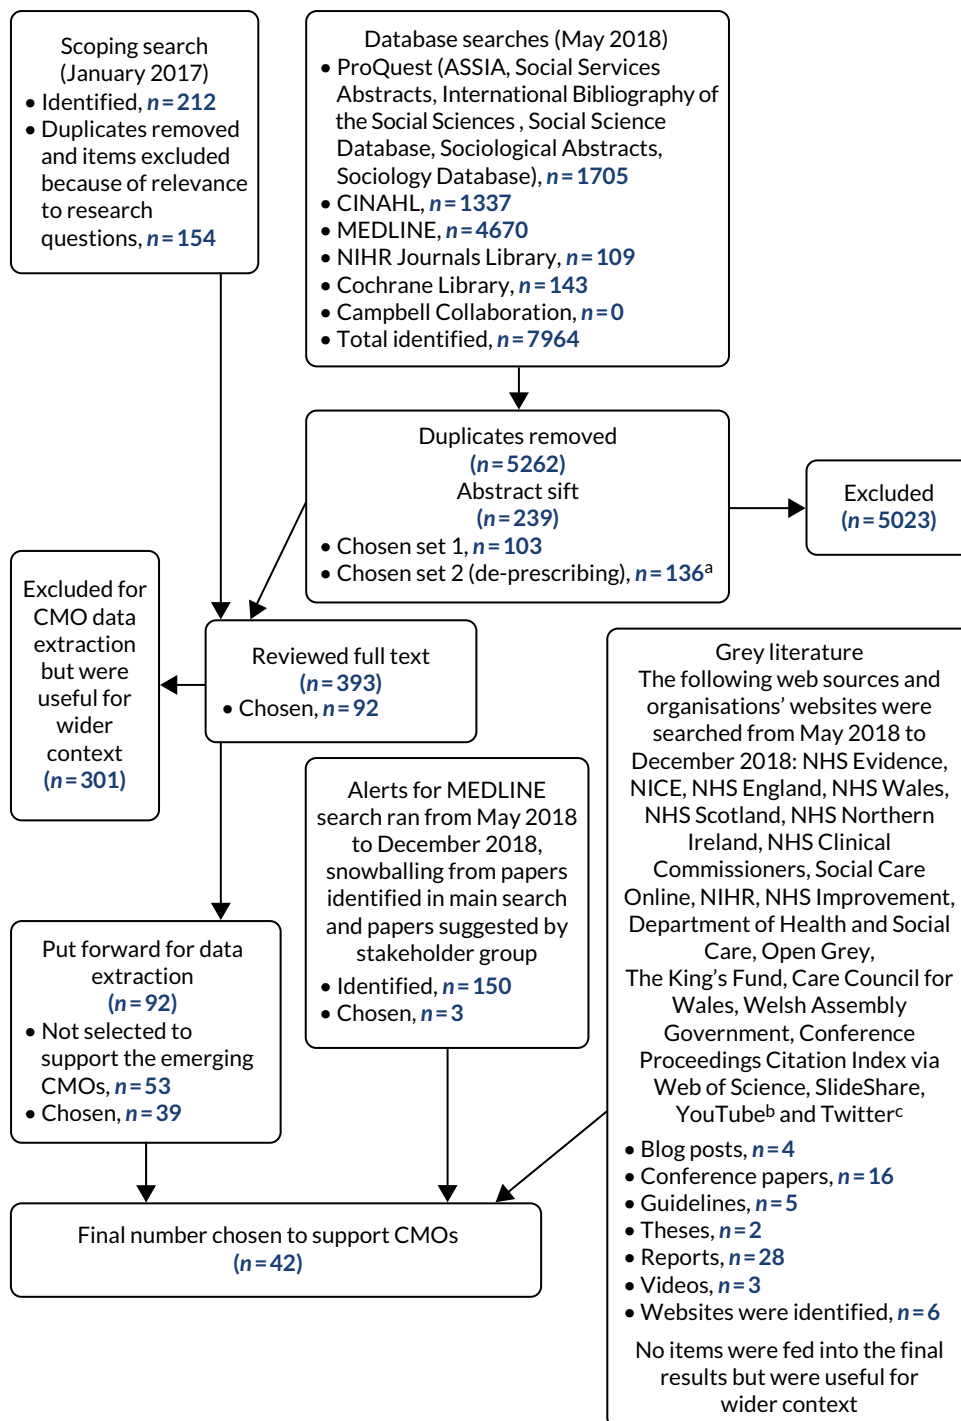 Scoping search
(January 2017)
• Identified, n=212
• Duplicates removed
and items excluded
because of relevance
to research
questions, n=154
Database searches (May 2018)
• ProQuest (ASSIA, Social Services
Abstracts, International Bibliography of
the Social Sciences , Social Science
Database, Sociological Abstracts,
Sociology Database), n=1705
• CINAHL, n=1337
• MEDLINE, n=4670
• NIHR Journals Library, n=109
• Cochrane Library, n=143
• Campbell Collaboration, n=0
• Total identified, n=7964
Duplicates removed
(n=5262)
Abstract sift
(n=239)
• Chosen set 1, n=103
• Chosen set 2 (de-prescribing), n=136a
Excluded
(n=5023)
Excluded for
CMO data
extraction
but were
useful for
wider
context
(n=301)
Reviewed full text
(n=393)
• Chosen, n=92
Alerts for MEDLINE
search ran from May 2018
to December 2018,
snowballing from papers
identified in main search
and papers suggested by
stakeholder group
• Identified, n=150
• Chosen, n=3
Put forward for data
extraction
(n=92)
• Not selected to
support the emerging
CMOs, n=53
• Chosen, n=39
Grey literature
The following web sources and
organisations’ websites were
searched from May 2018 to
December 2018: NHS Evidence,
NICE, NHS England, NHS Wales,
NHS Scotland, NHS Northern
Ireland, NHS Clinical
Commissioners, Social Care
Online, NIHR, NHS Improvement,
Department of Health and Social
Care, Open Grey,
The King’s Fund, Care Council for
Wales, Welsh Assembly
Government, Conference
Proceedings Citation Index via
Web of Science, SlideShare,
YouTubeb and Twitterc
• Blog posts, n=4
• Conference papers, n=16
• Guidelines, n=5
• Theses, n=2
• Reports, n=28
• Videos, n=3
• Websites were identified, n=6
No items were fed into the final
results but were useful for
wider context
Final number chosen to support CMOs
(n=42)